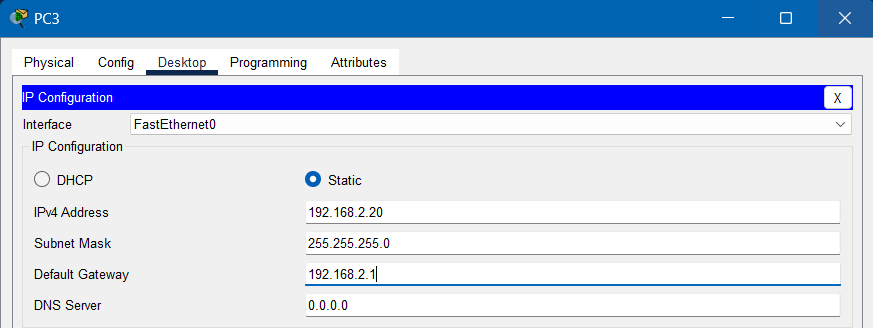 PC3
Physical Config Desktop Programming Attributes
IP Configuration X
Interface FastEthernet0
IP Configuration
DHCP Static
IPv4 Address 192.168.2.20
Subnet Mask 255.255.255.0
Default Gateway 192.168.2.1
DNS Server 0.0.0.0